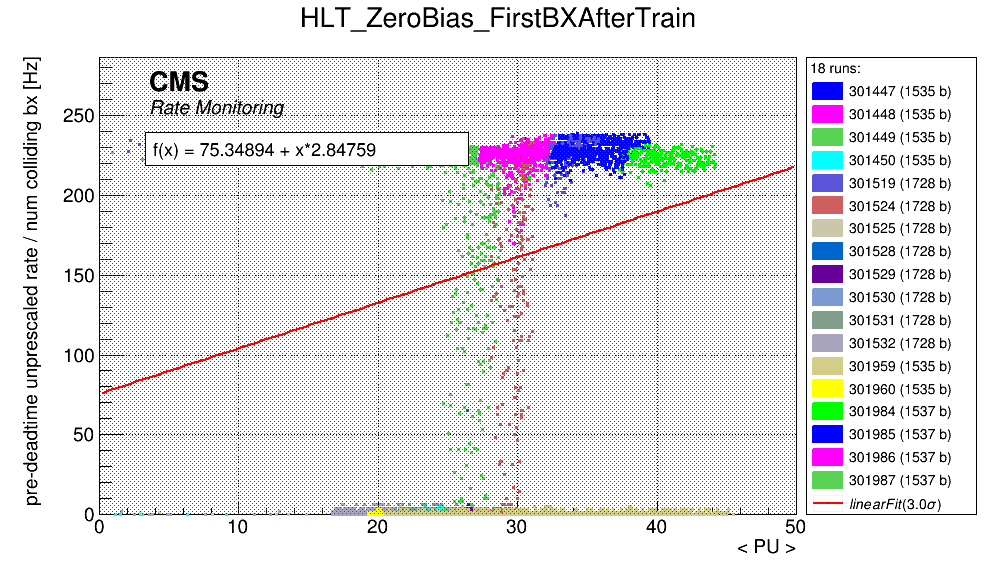 HLT_ZeroBias_FirstBXAfterTrain
pre-deadtime unprescaled rate / num colliding bx [Hz]
CMS
Rate Monitoring
f(x) = 75.34894 + x*2.84759
250
200
150
100
50
0
0 10 20 30 40 50
< PU >
18 runs:
301447 (1535 b)
301448 (1535 b)
301449 (1535 b)
301450 (1535 b)
301519 (1728 b)
301524 (1728 b)
301525 (1728 b)
301528 (1728 b)
301529 (1728 b)
301530 (1728 b)
301531 (1728 b)
301532 (1728 b)
301959 (1535 b)
301960 (1535 b)
301984 (1537 b)
301985 (1537 b)
301986 (1537 b)
301987 (1537 b)
linearFit(3.0σ)